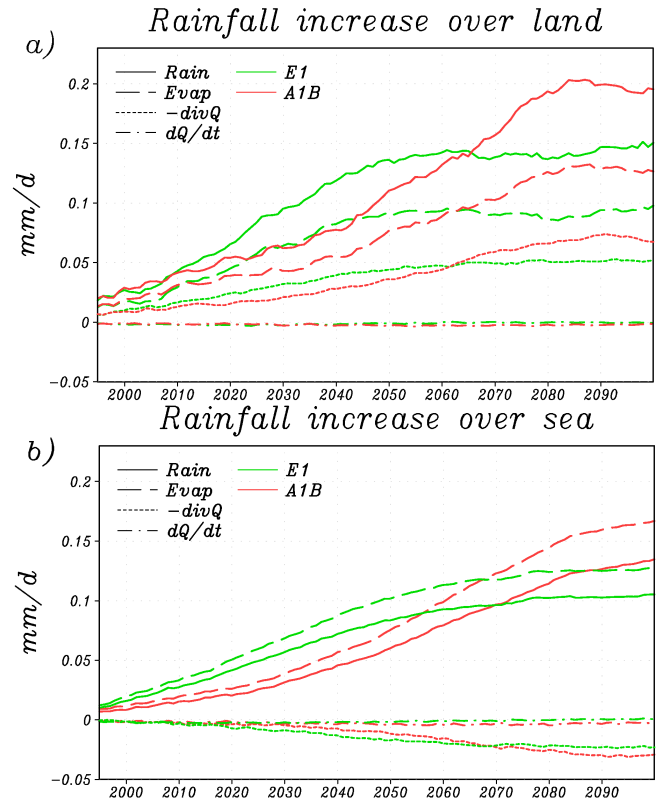 Rainfall increase over land
a)
Rain E1
Evap A1B
-divQ
dQ/dt
mm/d
0.2
0.15
0.1
0.05
0
-0.05
2000 2010 2020 2030 2040 2050 2060 2070 2080 2090
Rainfall increase over sea
b)
Rain E1
Evap A1B
-divQ
dQ/dt
mm/d
0.2
0.15
0.1
0.05
0
-0.05
2000 2010 2020 2030 2040 2050 2060 2070 2080 2090